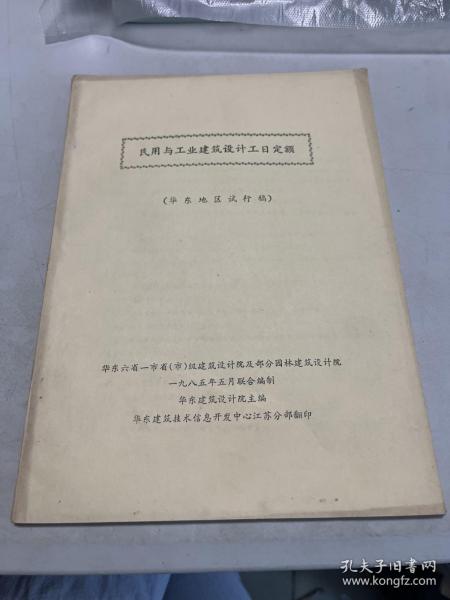 民用与工业建筑设计工日定额
(华东地区试行稿)
华东六省一市省(市)级建筑设计院及部分园林建筑设计院
一九八五年五月联合编制
华东建筑设计院主编
华东建筑技术信息开发中心江苏分部翻印
孔夫子旧书网
www.kongfz.com